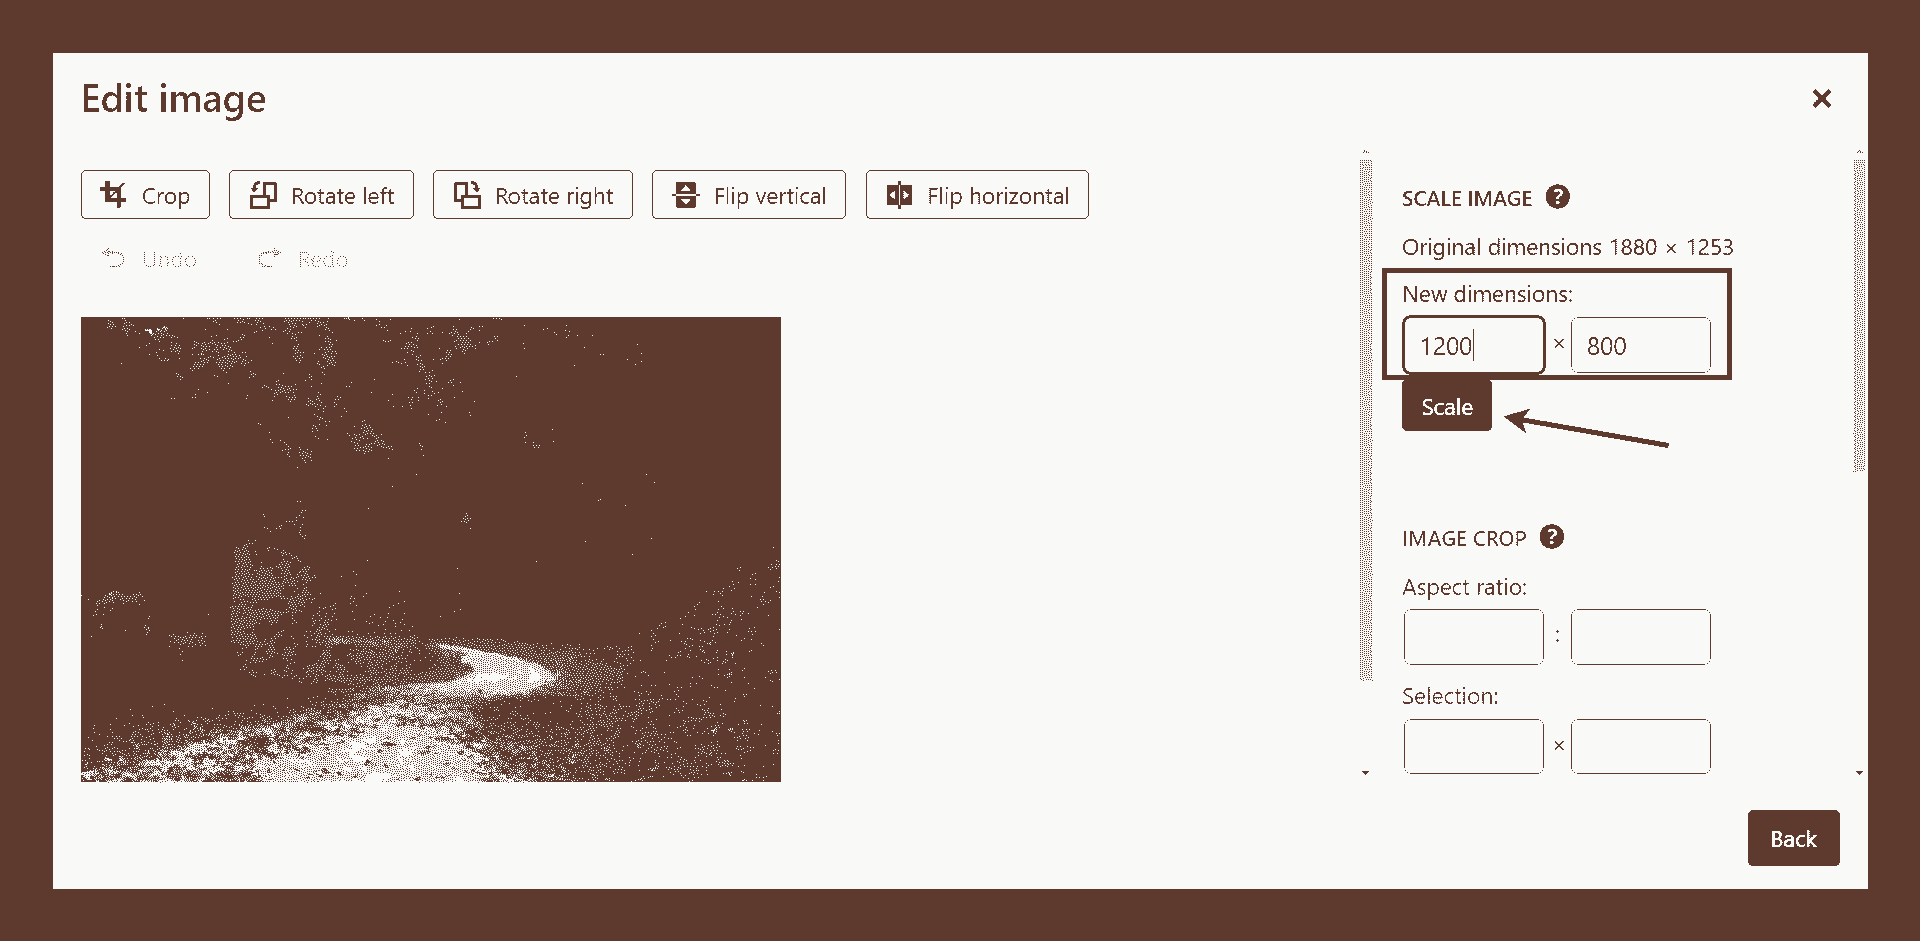 Edit image
Crop
Rotate left
Rotate right
Flip vertical
Flip horizontal
Undo
Redo
SCALE IMAGE ?
Original dimensions 1880 × 1253
New dimensions:
1200 × 800
Scale
IMAGE CROP ?
Aspect ratio:
:
Selection:
×
Back